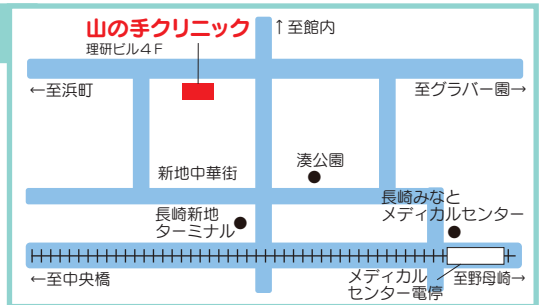 山の手クリニック
理研ビル4F
↑至館内
←至浜町
至グラバー園→
新地中華街
湊公園
長崎新地
ターミナル
長崎みなと
メディカルセンター
←至中央橋
メディカル
センター電停
至野母崎→